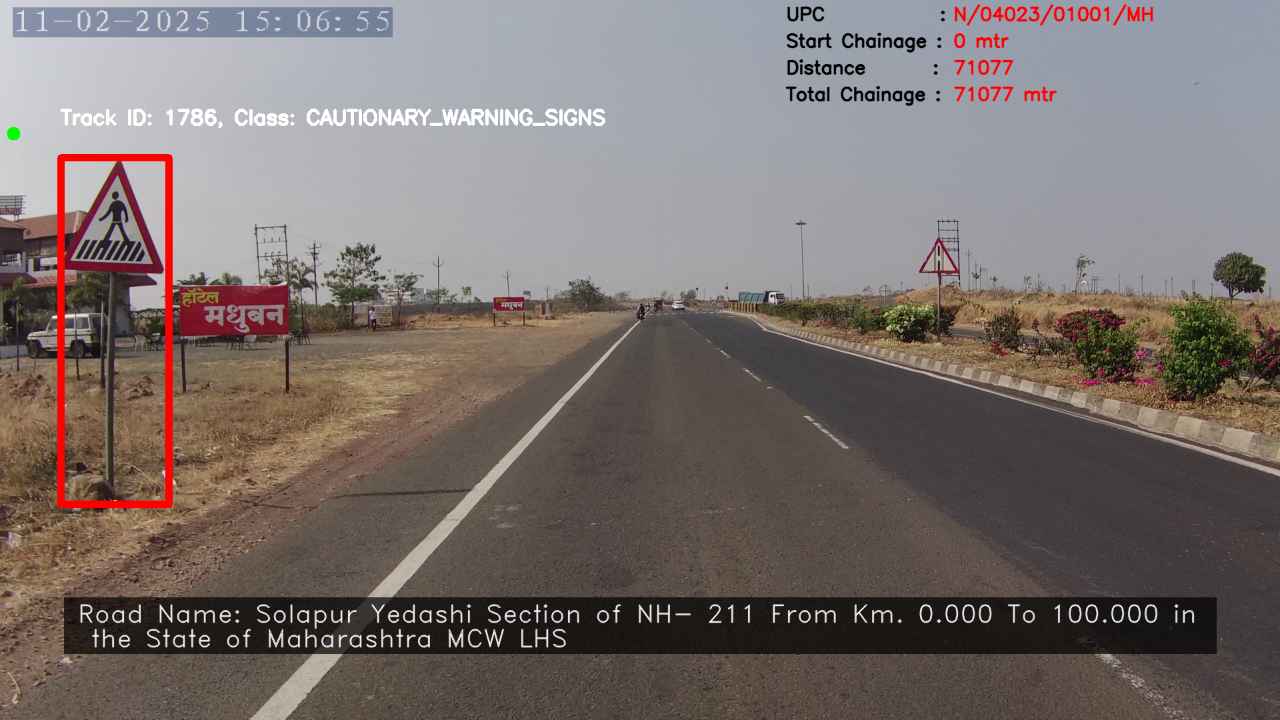 11-02-2025 15:06:55
UPC : N/04023/01001/MH
Start Chainage : 0 mtr
Distance : 71077
Total Chainage : 71077 mtr
Track ID: 1786, Class: CAUTIONARY_WARNING_SIGNS
हॉटेल
मधुबन
मधुबन
Road Name: Solapur Yedashi Section of NH- 211 From Km. 0.000 To 100.000 in
the State of Maharashtra MCW LHS